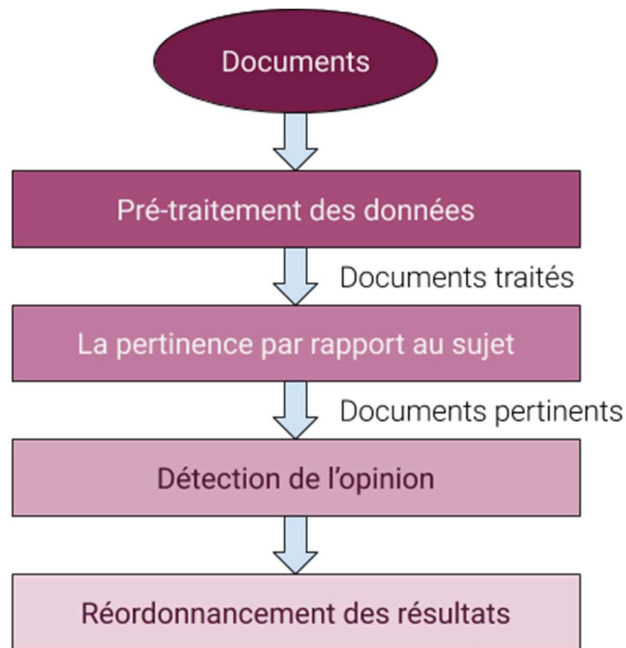 Documents
Pré-traitement des données
Documents traités
La pertinence par rapport au sujet
Documents pertinents
Détection de l'opinion
Réordonnancement des résultats